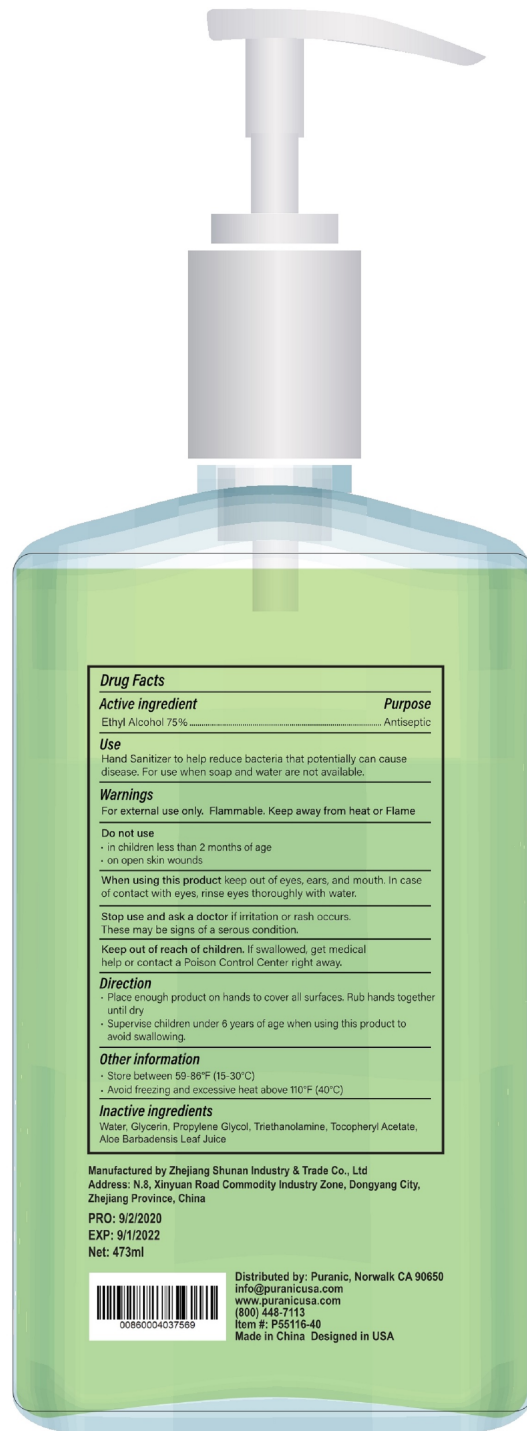 Drug Facts
Active ingredient Purpose
Ethyl Alcohol 75% ........................................................................ Antiseptic
Use
Hand Sanitizer to help reduce bacteria that potentially can cause
disease. For use when soap and water are not available.
Warnings
For external use only. Flammable. Keep away from heat or Flame
Do not use
· in children less than 2 months of age
· on open skin wounds
When using this product keep out of eyes, ears, and mouth. In case
of contact with eyes, rinse eyes thoroughly with water.
Stop use and ask a doctor if irritation or rash occurs.
These may be signs of a serous condition.
Keep out of reach of children. If swallowed, get medical
help or contact a Poison Control Center right away.
Direction
· Place enough product on hands to cover all surfaces. Rub hands together
until dry
· Supervise children under 6 years of age when using this product to
avoid swallowing.
Other information
· Store between 59-86°F (15-30°C)
· Avoid freezing and excessive heat above 110°F (40°C)
Inactive ingredients
Water, Glycerin, Propylene Glycol, Triethanolamine, Tocopheryl Acetate,
Aloe Barbadensis Leaf Juice
Manufactured by Zhejiang Shunan Industry & Trade Co., Ltd
Address: N.8, Xinyuan Road Commodity Industry Zone, Dongyang City,
Zhejiang Province, China
PRO: 9/2/2020
EXP: 9/1/2022
Net: 473ml
00860004037569
Distributed by: Puranic, Norwalk CA 90650
info@puranicusa.com
www.puranicusa.com
(800) 448-7113
Item #: P55116-40
Made in China Designed in USA